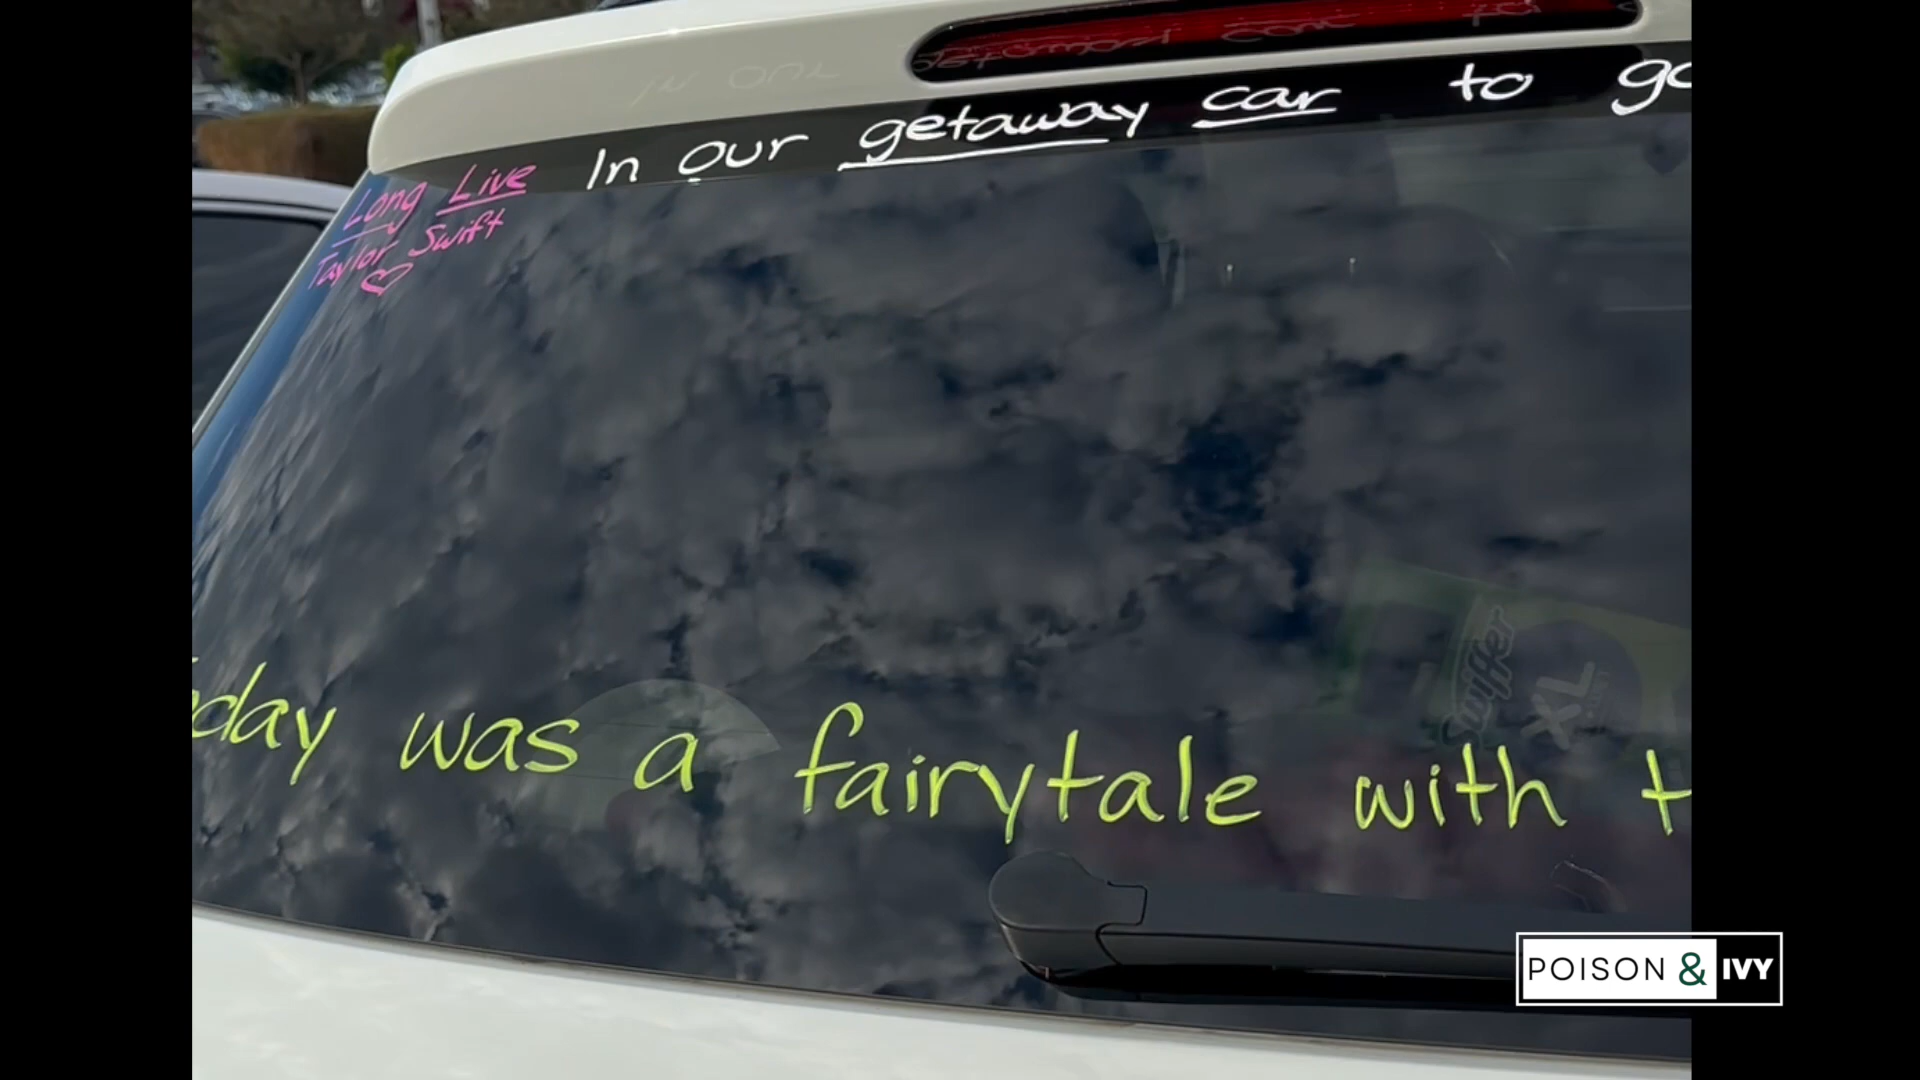 In our getaway car to go
Long Live
Taylor Swift
day was a fairytale with t
Swiffer
XL
POISON & IVY